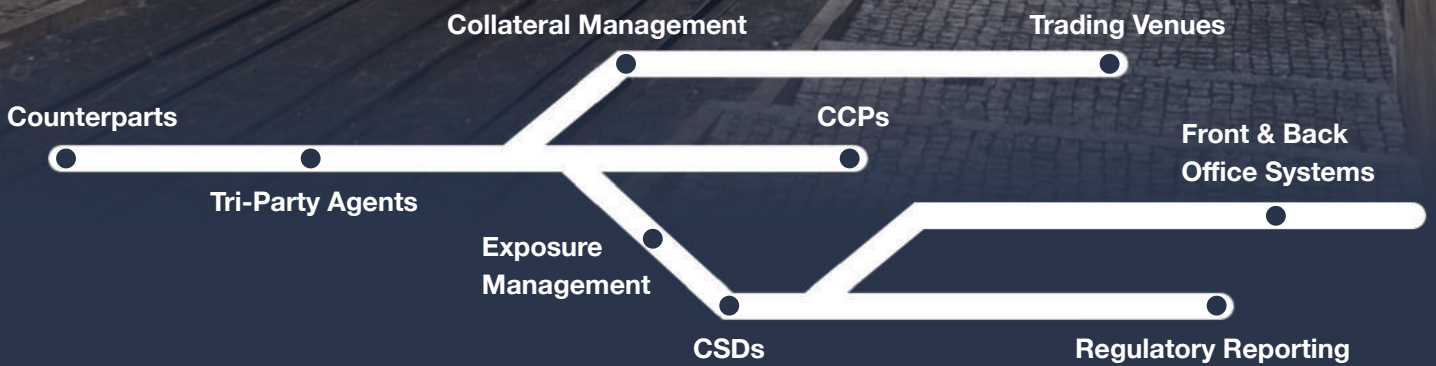 Collateral Management
Trading Venues
Counterparts
CCPs
Front & Back
Office Systems
Tri-Party Agents
Exposure
Management
CSDs
Regulatory Reporting